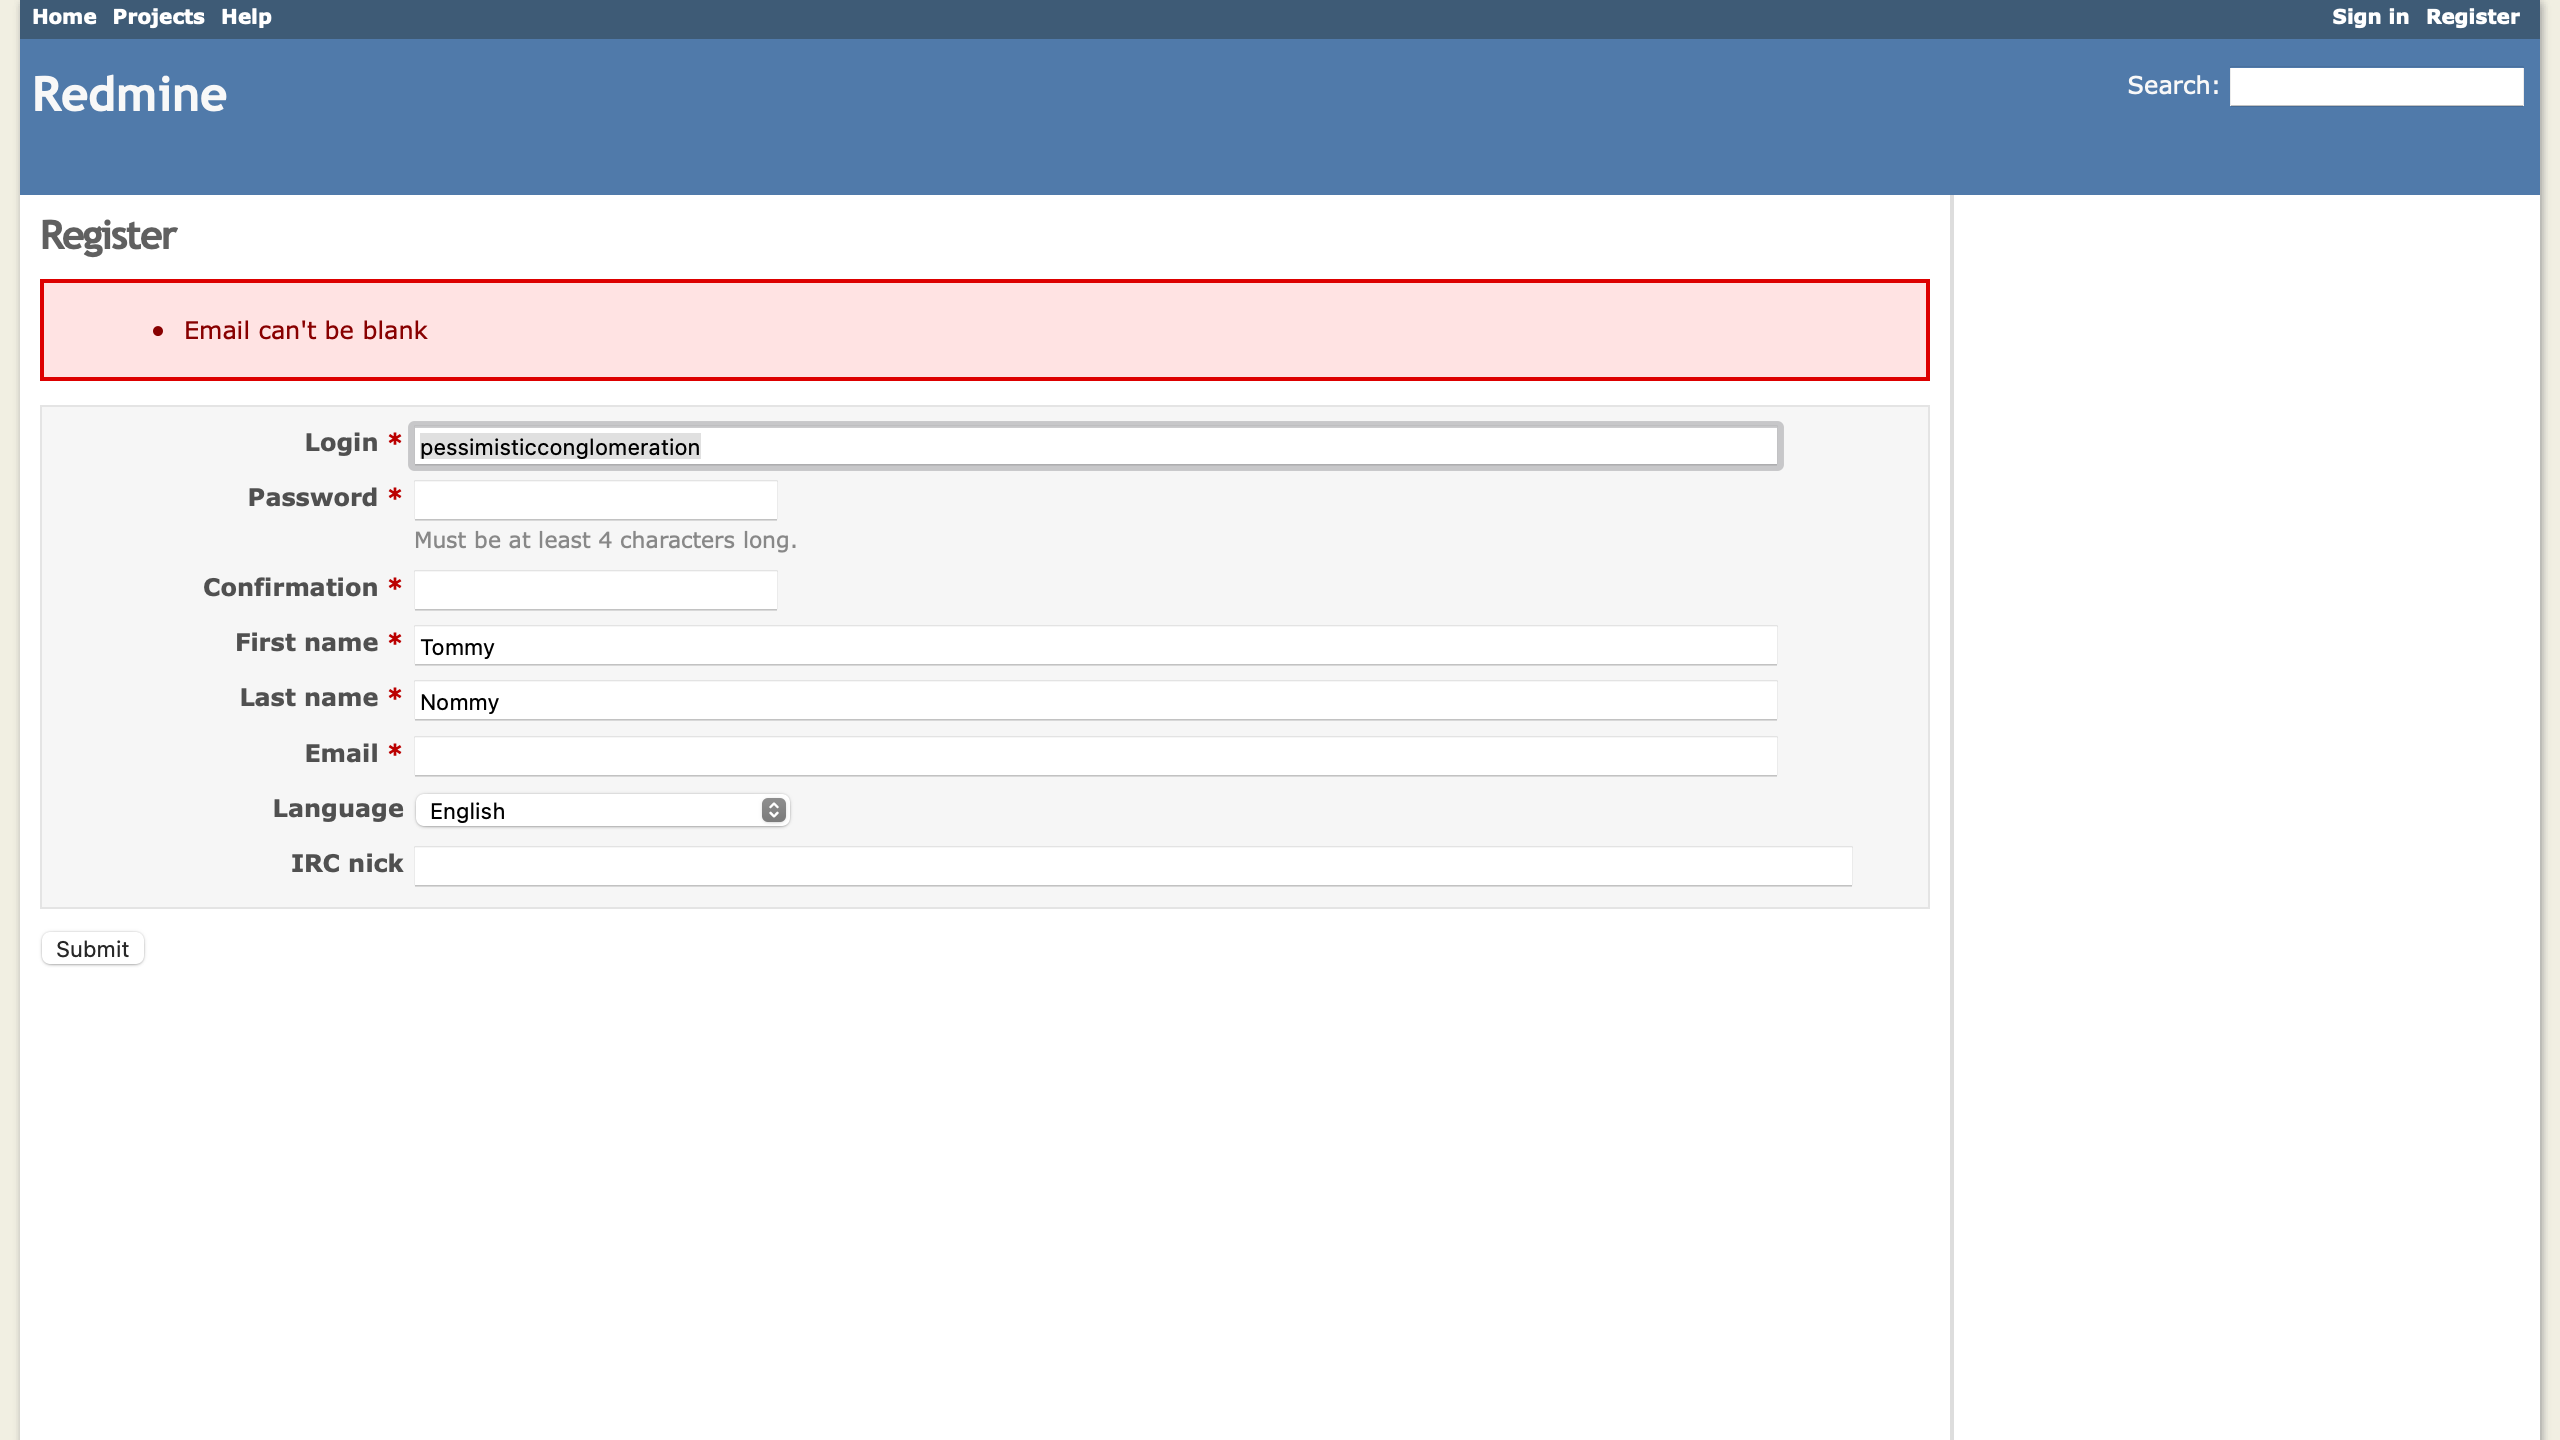 Home Projects Help Sign in Register
Redmine Search:
Register
• Email can't be blank
Login * pessimisticconglomeration
Password *
Must be at least 4 characters long.
Confirmation *
First name * Tommy
Last name * Nommy
Email *
Language English
IRC nick
Submit